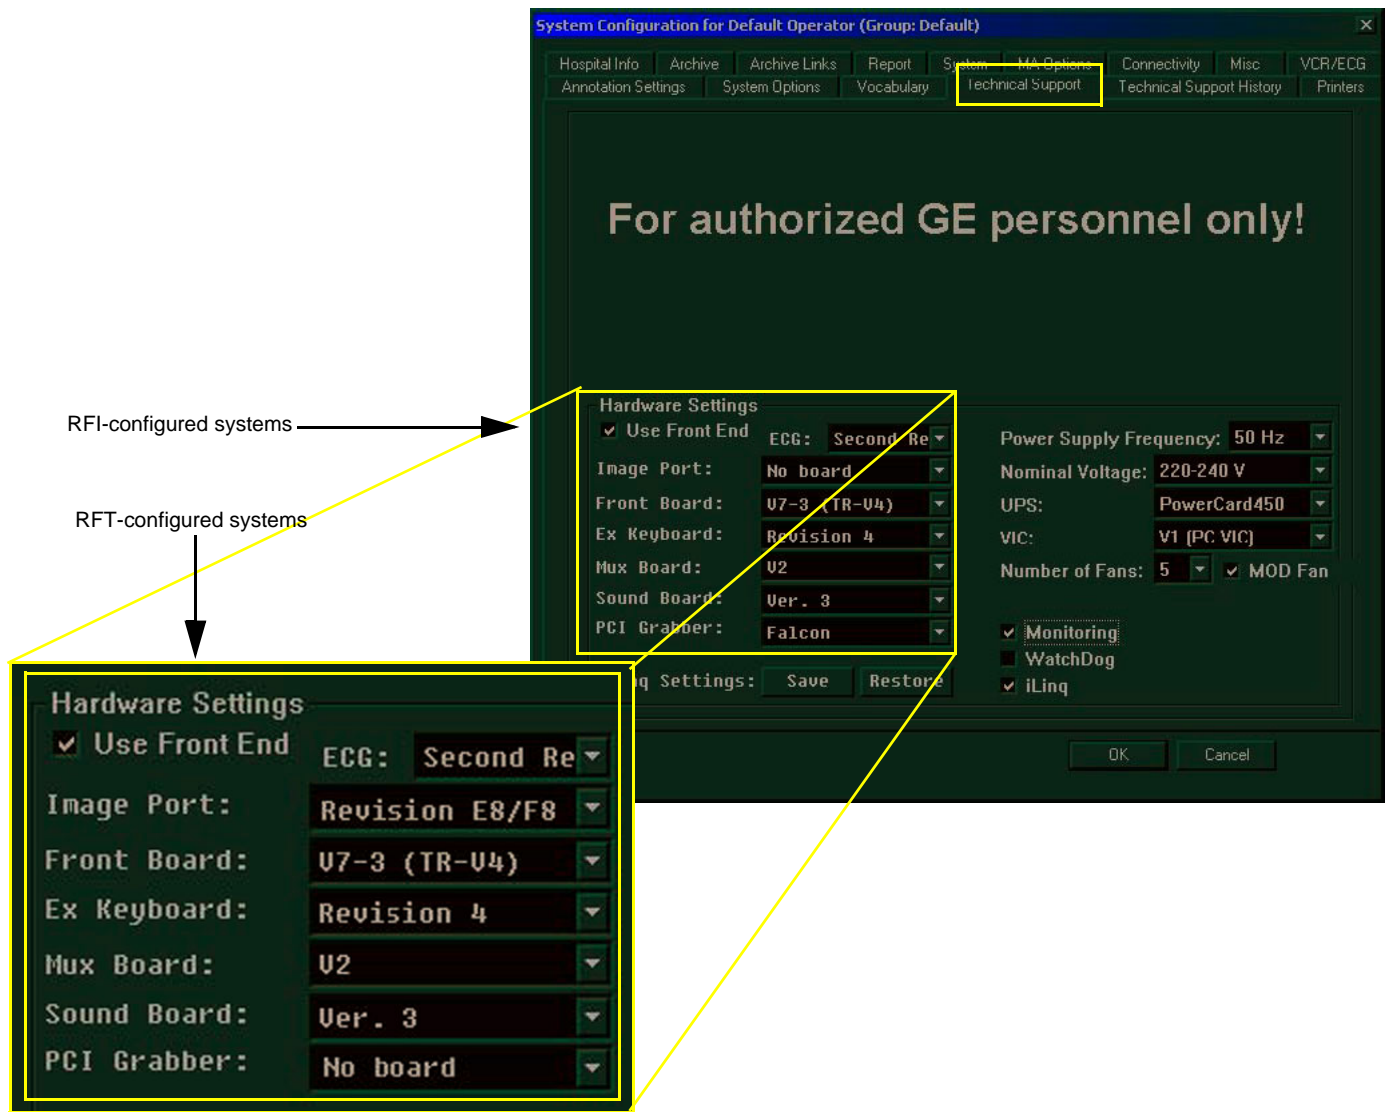 System Configuration for Default Operator (Group: Default)
Hospital Info Archive Archive Links Report System MA Options Connectivity Misc VCR/ECG
Annotation Settings System Options Vocabulary Technical Support Technical Support History Printers
For authorized GE personnel only!
RFI-configured systems
RFT-configured systems
Hardware Settings
Use Front End ECG: Second Re
Image Port: No board
Front Board: V7-3 (TR-V4)
Ex Keyboard: Revision 4
Mux Board: V2
Sound Board: Ver. 3
PCI Grabber: Falcon
Settings: Save Restore
Power Supply Frequency: 50 Hz
Nominal Voltage: 220-240 V
UPS: PowerCard450
VIC: V1 (PC VIC)
Number of Fans: 5 MOD Fan
Monitoring
WatchDog
iLinq
OK Cancel
Hardware Settings
Use Front End ECG: Second Re
Image Port: Revision E8/F8
Front Board: V7-3 (TR-V4)
Ex Keyboard: Revision 4
Mux Board: V2
Sound Board: Ver. 3
PCI Grabber: No board